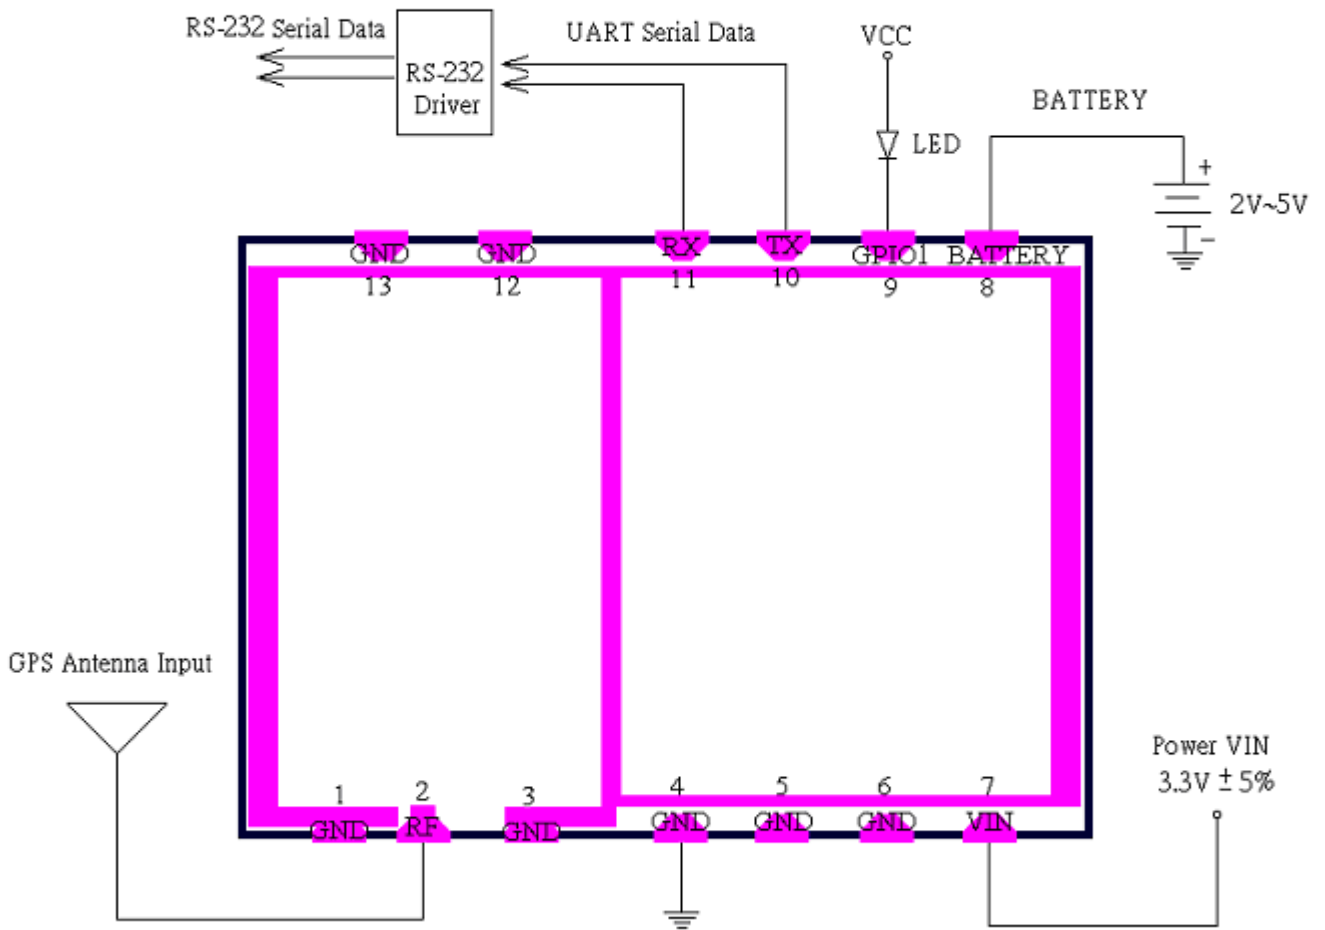 RS-232 Serial Data
UART Serial Data
VCC
RS-232
Driver
BATTERY
LED
+
2V~5V
−
GND
GND
RX
TX
GPIO1
BATTERY
13
12
11
10
9
8
GPS Antenna Input
Power VIN
3.3V ± 5%
1
2
3
4
5
6
7
GND
RF
GND
GND
GND
GND
VIN